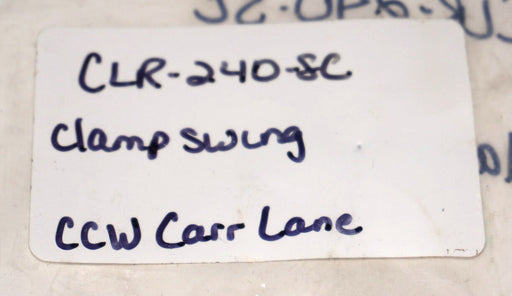 CLR-240-SC
Clamp swing
CCW Carr Lane